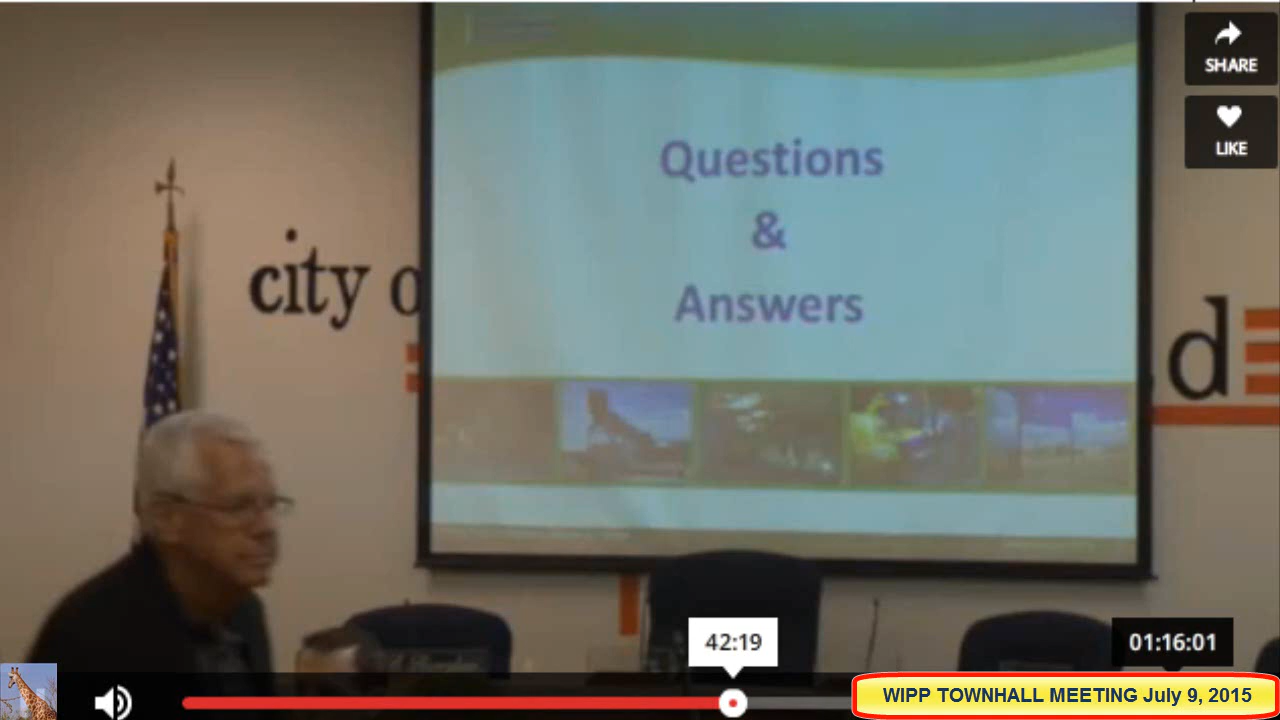 SHARE
LIKE
Questions
&
Answers
city o
d
42:19
01:16:01
WIPP TOWNHALL MEETING July 9, 2015